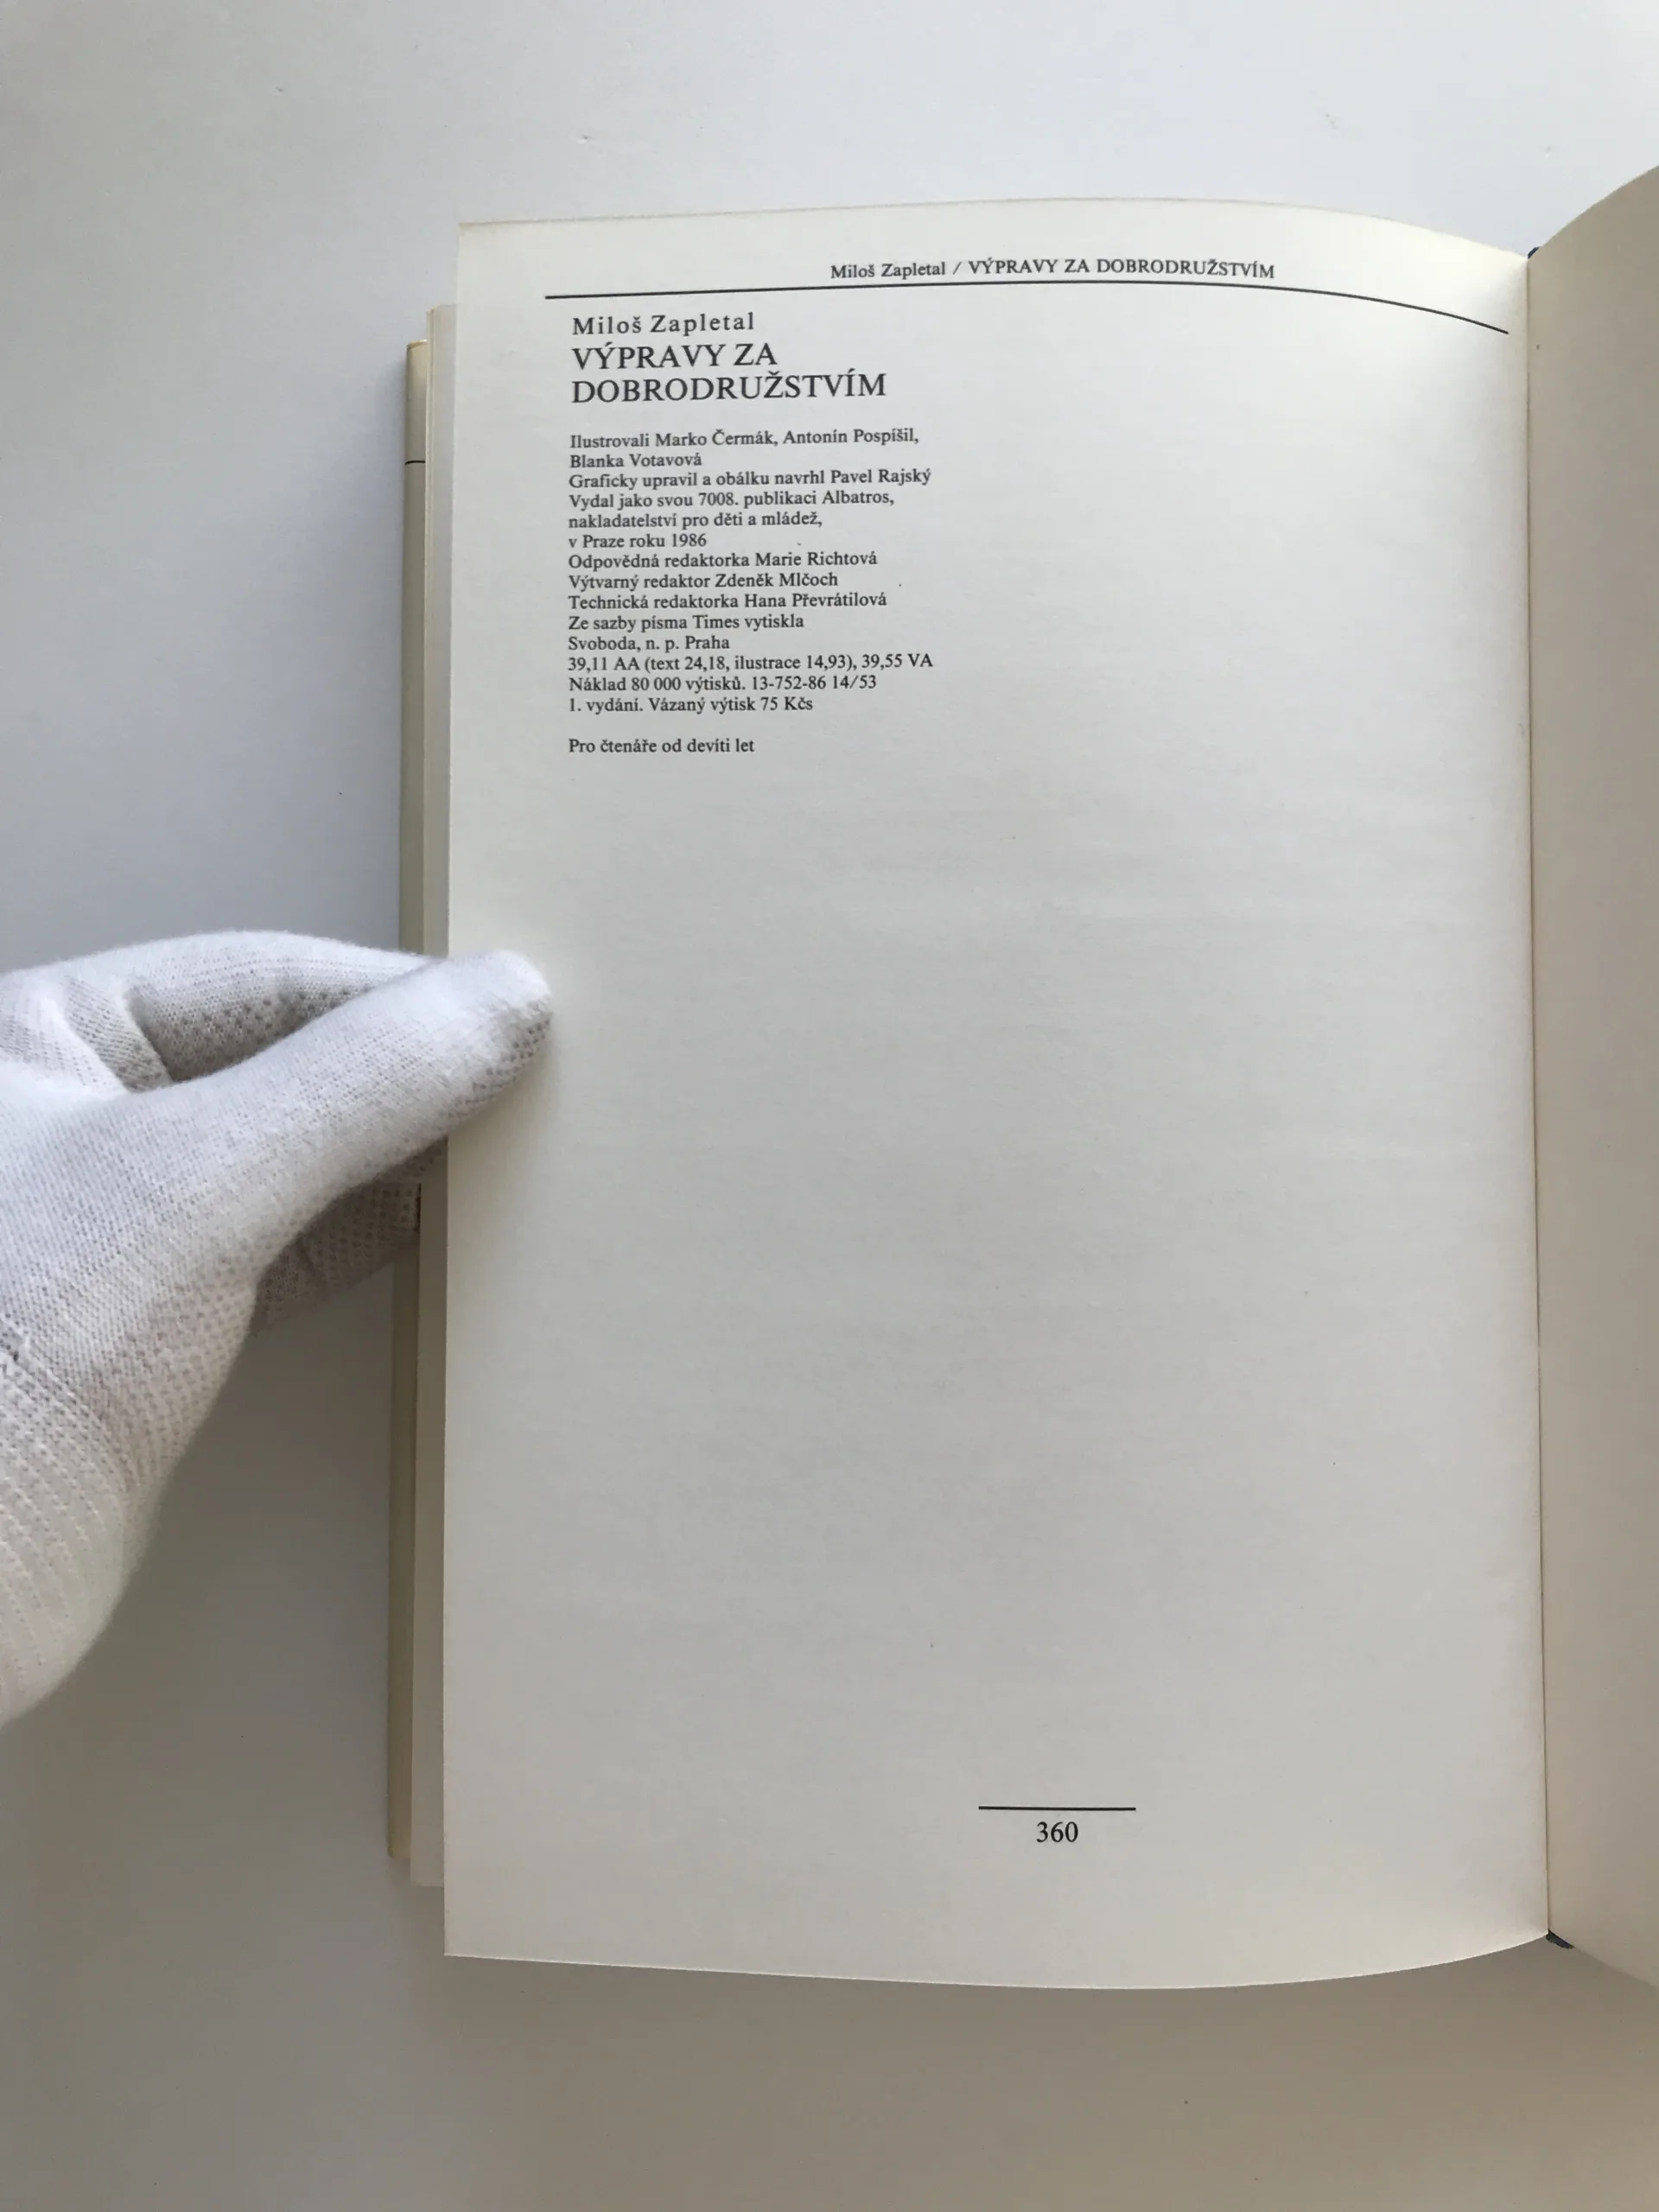 Miloš Zapletal / VÝPRAVY ZA DOBRODRUŽSTVÍM
Miloš Zapletal
VÝPRAVY ZA
DOBRODRUŽSTVÍM
Ilustrovali Marko Čermák, Antonín Pospíšil,
Blanka Votavová
Graficky upravil a obálku navrhl Pavel Rajský
Vydal jako svou 7008. publikaci Albatros,
nakladatelství pro děti a mládež,
v Praze roku 1986
Odpovědná redaktorka Marie Richtová
Výtvarný redaktor Zdeněk Mlčoch
Technická redaktorka Hana Převrátilová
Ze sazby písma Times vytiskla
Svoboda, n. p. Praha
39,11 AA (text 24,18, ilustrace 14,93), 39,55 VA
Náklad 80 000 výtisků. 13-752-86 14/53
1. vydání. Vázaný výtisk 75 Kčs
Pro čtenáře od devíti let
360